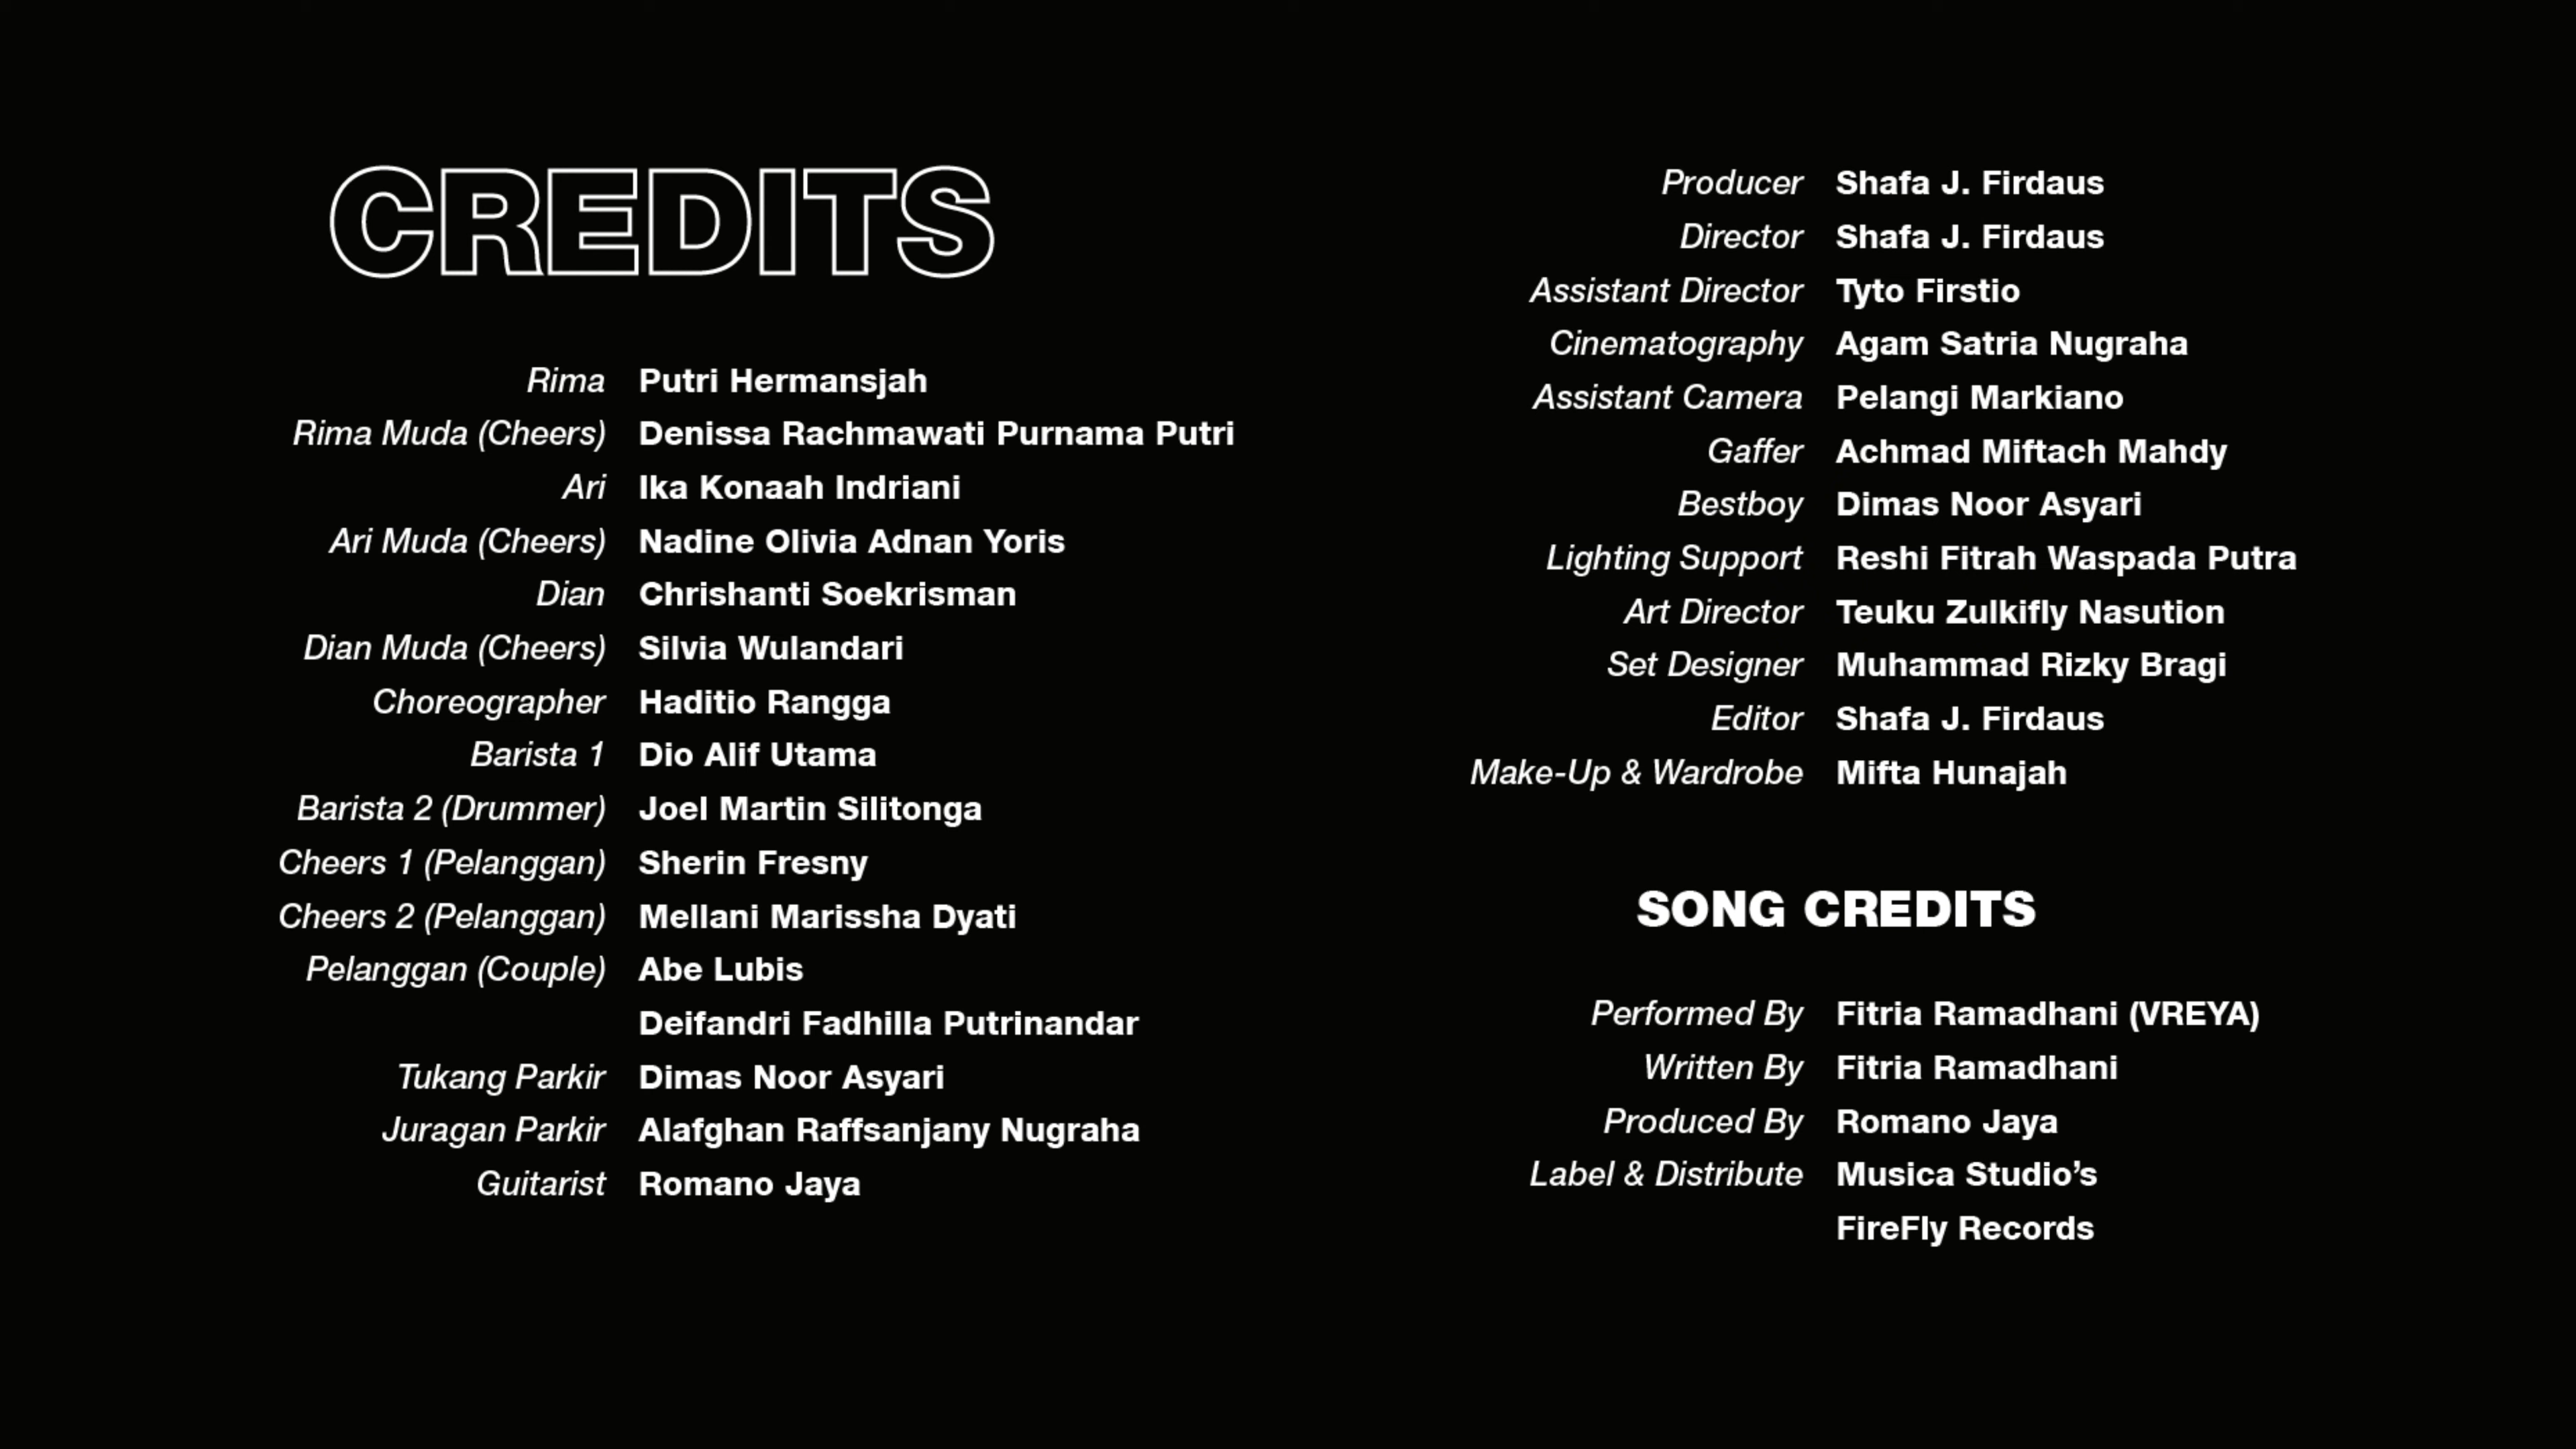 CREDITS
Rima Putri Hermansjah
Rima Muda (Cheers) Denissa Rachmawati Purnama Putri
Ari Ika Konaah Indriani
Ari Muda (Cheers) Nadine Olivia Adnan Yoris
Dian Chrishanti Soekrisman
Dian Muda (Cheers) Silvia Wulandari
Choreographer Haditio Rangga
Barista 1 Dio Alif Utama
Barista 2 (Drummer) Joel Martin Silitonga
Cheers 1 (Pelanggan) Sherin Fresny
Cheers 2 (Pelanggan) Mellani Marissha Dyati
Pelanggan (Couple) Abe Lubis
Deifandri Fadhilla Putrinandar
Tukang Parkir Dimas Noor Asyari
Juragan Parkir Alafghan Raffsanjany Nugraha
Guitarist Romano Jaya
Producer Shafa J. Firdaus
Director Shafa J. Firdaus
Assistant Director Tyto Firstio
Cinematography Agam Satria Nugraha
Assistant Camera Pelangi Markiano
Gaffer Achmad Miftach Mahdy
Bestboy Dimas Noor Asyari
Lighting Support Reshi Fitrah Waspada Putra
Art Director Teuku Zulkifly Nasution
Set Designer Muhammad Rizky Bragi
Editor Shafa J. Firdaus
Make-Up & Wardrobe Mifta Hunajah
SONG CREDITS
Performed By Fitria Ramadhani (VREYA)
Written By Fitria Ramadhani
Produced By Romano Jaya
Label & Distribute Musica Studio’s
FireFly Records